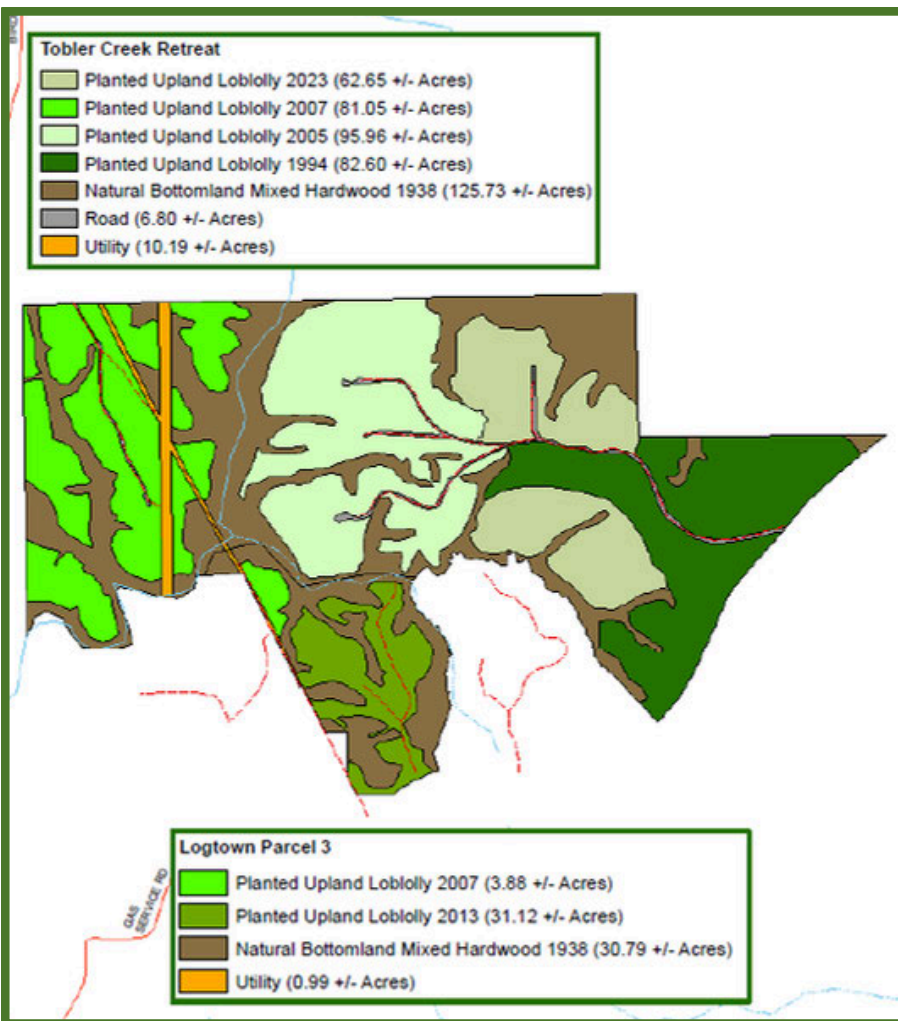 BIRD
Tobler Creek Retreat
Planted Upland Loblolly 2023 (62.65 +/- Acres)
Planted Upland Loblolly 2007 (81.05 +/- Acres)
Planted Upland Loblolly 2005 (95.96 +/- Acres)
Planted Upland Loblolly 1994 (82.60 +/- Acres)
Natural Bottomland Mixed Hardwood 1938 (125.73 +/- Acres)
Road (6.80 +/- Acres)
Utility (10.19 +/- Acres)
Logtown Parcel 3
Planted Upland Loblolly 2007 (3.88 +/- Acres)
Planted Upland Loblolly 2013 (31.12 +/- Acres)
Natural Bottomland Mixed Hardwood 1938 (30.79 +/- Acres)
Utility (0.99 +/- Acres)
GAS
SERVICE RD